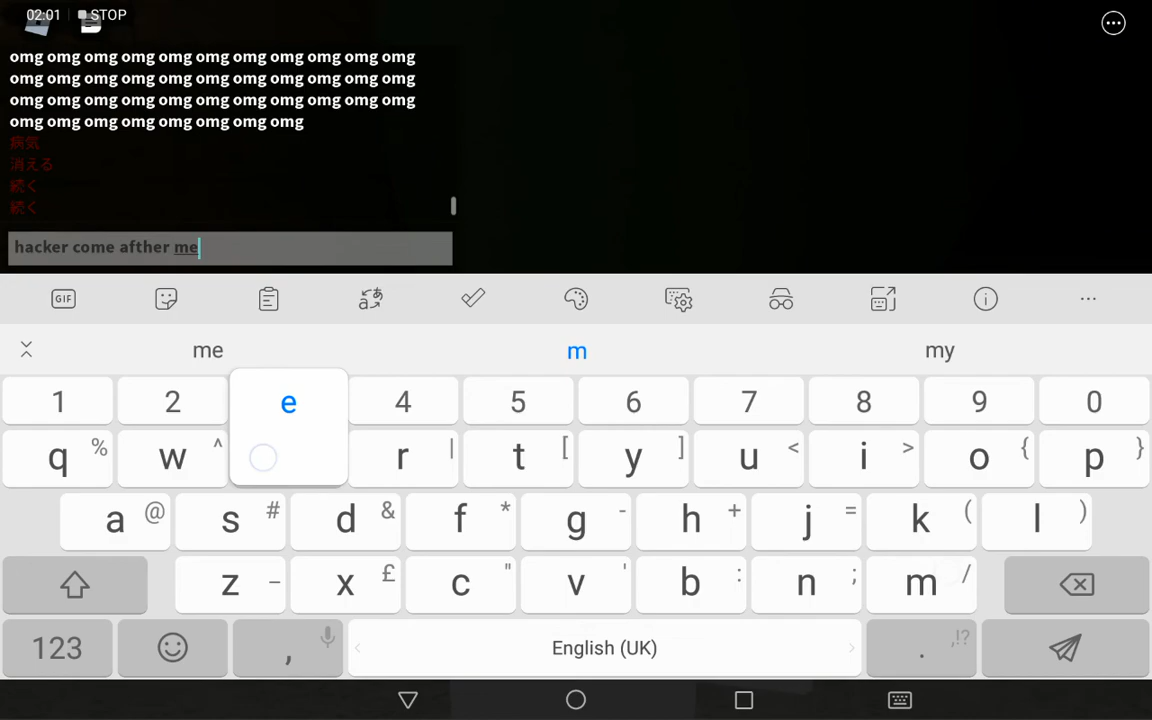 02:01 STOP
omg omg omg omg omg omg omg omg omg omg omg
omg omg omg omg omg omg omg omg omg omg omg
omg omg omg omg omg omg omg omg omg omg omg
omg omg omg omg omg omg omg omg
病気
消える
続く
続く
hacker come afther me
GIF
me m my
1 2 e 4 5 6 7 8 9 0
q % w ^ r | t [ y ] u < i > o { p }
a @ s # d & f * g - h + j = k ( l )
z _ x £ c " v ' b : n ; m /
123 , English (UK) . ,!?